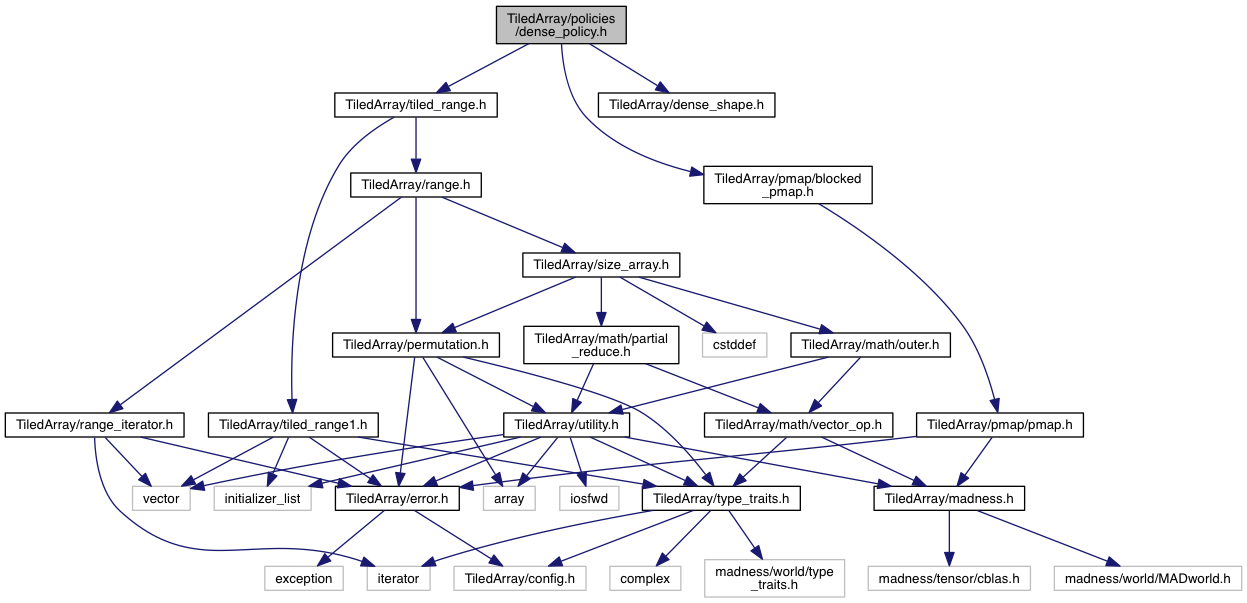 TiledArray/policies
/dense_policy.h
TiledArray/tiled_range.h
TiledArray/dense_shape.h
TiledArray/range.h
TiledArray/pmap/blocked
_pmap.h
TiledArray/size_array.h
TiledArray/permutation.h
TiledArray/math/partial
_reduce.h
cstddef
TiledArray/math/outer.h
TiledArray/range_iterator.h
TiledArray/tiled_range1.h
TiledArray/utility.h
TiledArray/math/vector_op.h
TiledArray/pmap/pmap.h
vector
initializer_list
TiledArray/error.h
array
iosfwd
TiledArray/type_traits.h
TiledArray/madness.h
exception
iterator
TiledArray/config.h
complex
madness/world/type
_traits.h
madness/tensor/cblas.h
madness/world/MADworld.h